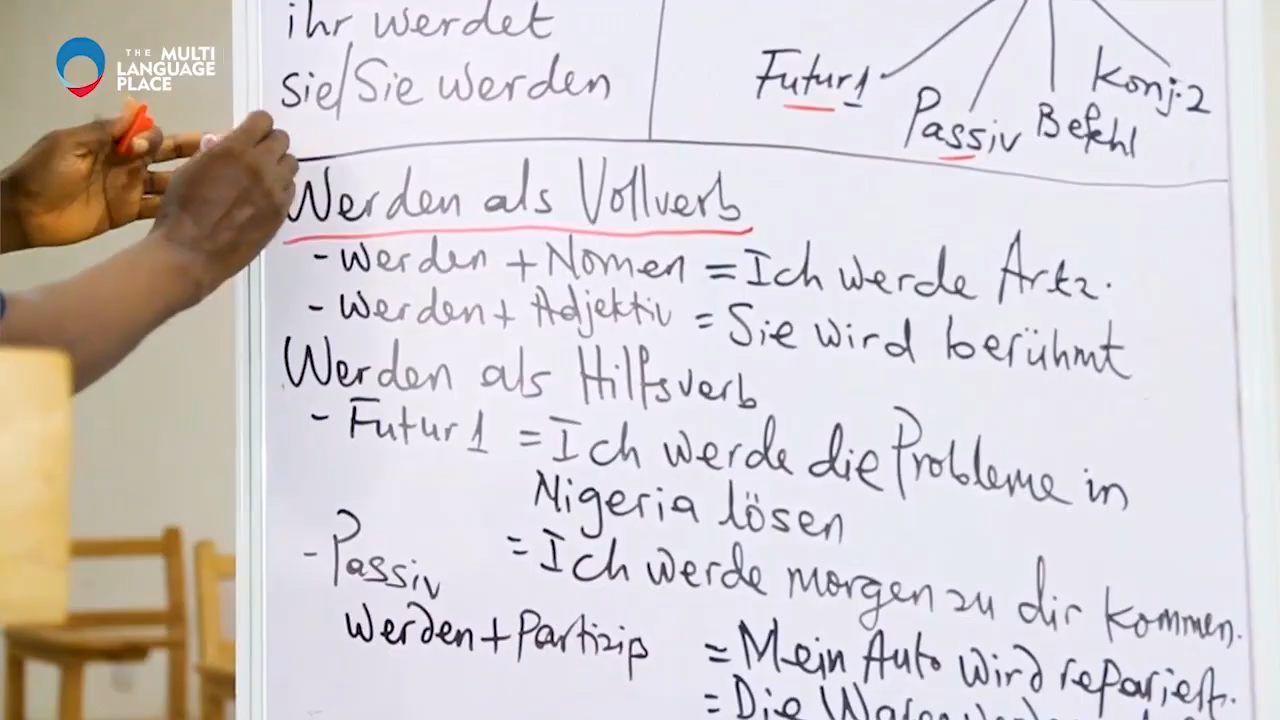 THE MULTI
LANGUAGE
PLACE
ihr werdet
sie/Sie werden
Futur1
Passiv
Befehl
Konj.2
Werden als Vollverb
- werden + Nomen = Ich werde Artz.
- werden + Adjektiv = Sie wird berühmt
Werden als Hilfsverb
- Futur 1 = Ich werde die Probleme in
Nigeria lösen
= Ich werde morgen zu dir kommen.
- Passiv
werden + Partizip = Mein Auto wird repariert.
= Die